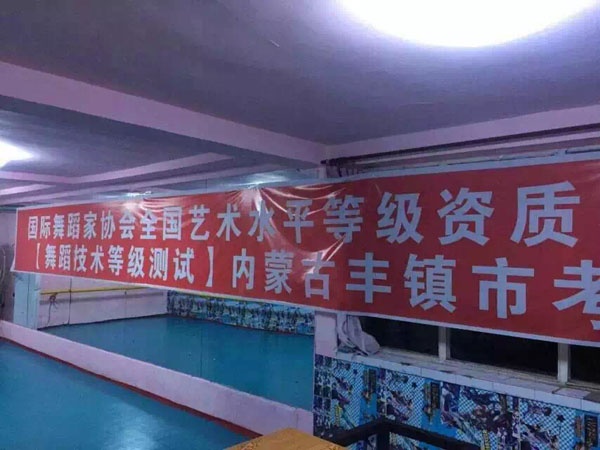 国际舞蹈家协会全国艺术水平等级资质
【舞蹈技术等级测试】内蒙古丰镇市考